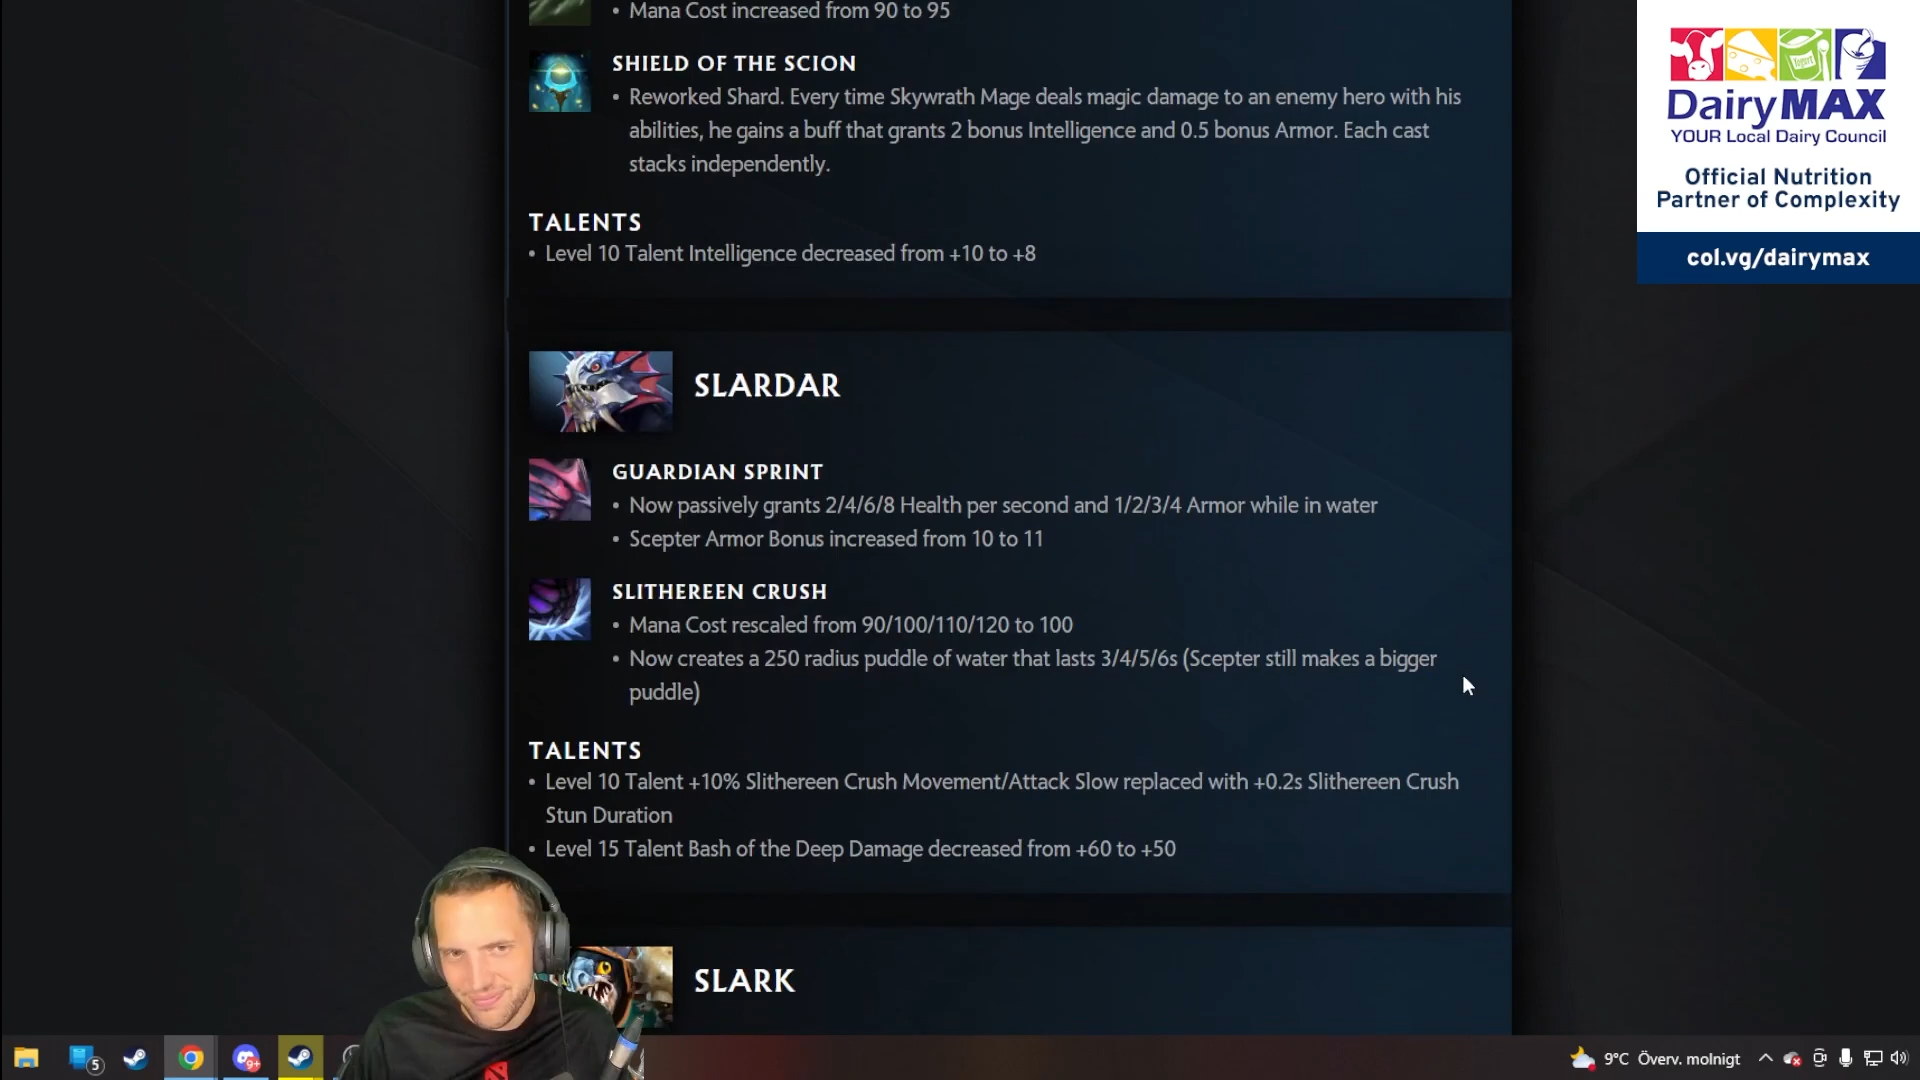 • Mana Cost increased from 90 to 95
SHIELD OF THE SCION
• Reworked Shard. Every time Skywrath Mage deals magic damage to an enemy hero with his
abilities, he gains a buff that grants 2 bonus Intelligence and 0.5 bonus Armor. Each cast
stacks independently.
TALENTS
• Level 10 Talent Intelligence decreased from +10 to +8
SLARDAR
GUARDIAN SPRINT
• Now passively grants 2/4/6/8 Health per second and 1/2/3/4 Armor while in water
• Scepter Armor Bonus increased from 10 to 11
SLITHEREEN CRUSH
• Mana Cost rescaled from 90/100/110/120 to 100
• Now creates a 250 radius puddle of water that lasts 3/4/5/6s (Scepter still makes a bigger
puddle)
TALENTS
• Level 10 Talent +10% Slithereen Crush Movement/Attack Slow replaced with +0.2s Slithereen Crush
Stun Duration
• Level 15 Talent Bash of the Deep Damage decreased from +60 to +50
SLARK
Yogurt
DairyMAX
YOUR Local Dairy Council
Official Nutrition
Partner of Complexity
col.vg/dairymax
5
9+
9°C Överv. molnigt